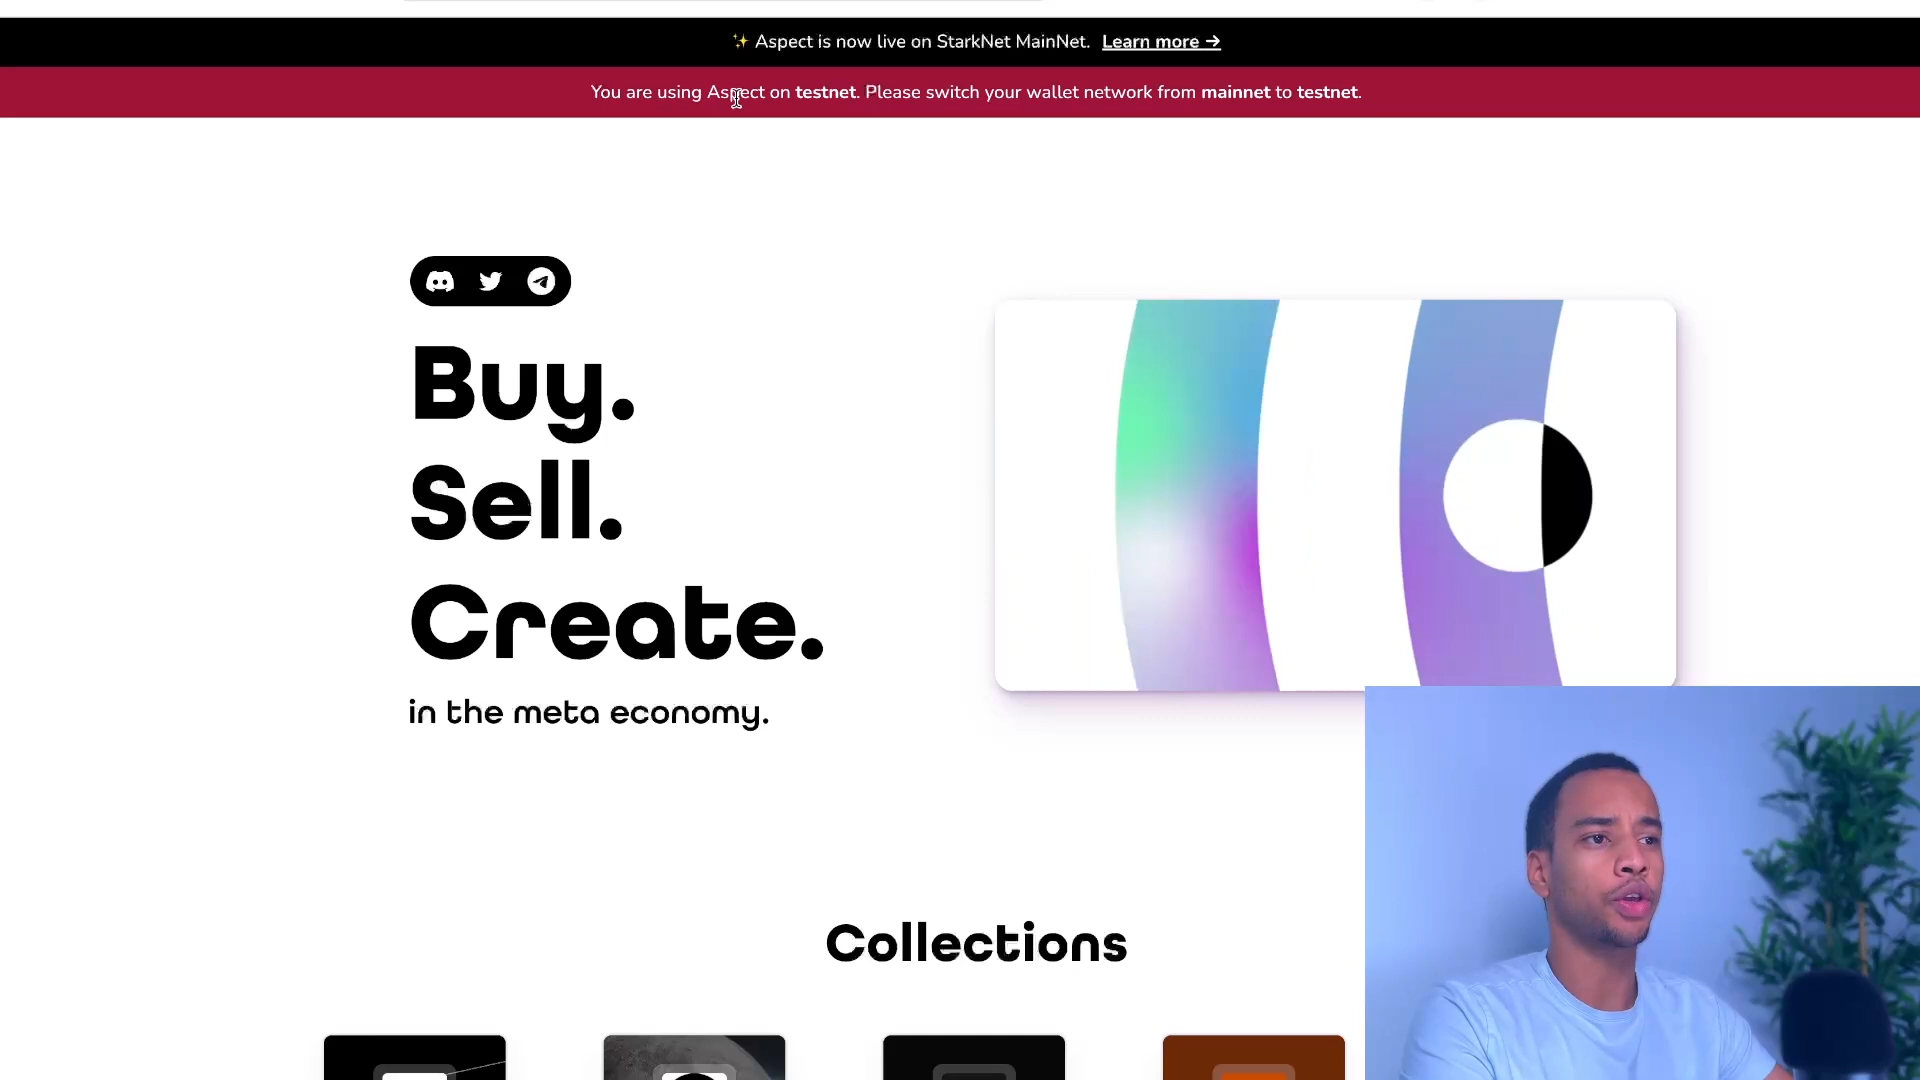 ✨ Aspect is now live on StarkNet MainNet. Learn more →
You are using Aspect on testnet. Please switch your wallet network from mainnet to testnet.
Buy.
Sell.
Create.
in the meta economy.
Collections